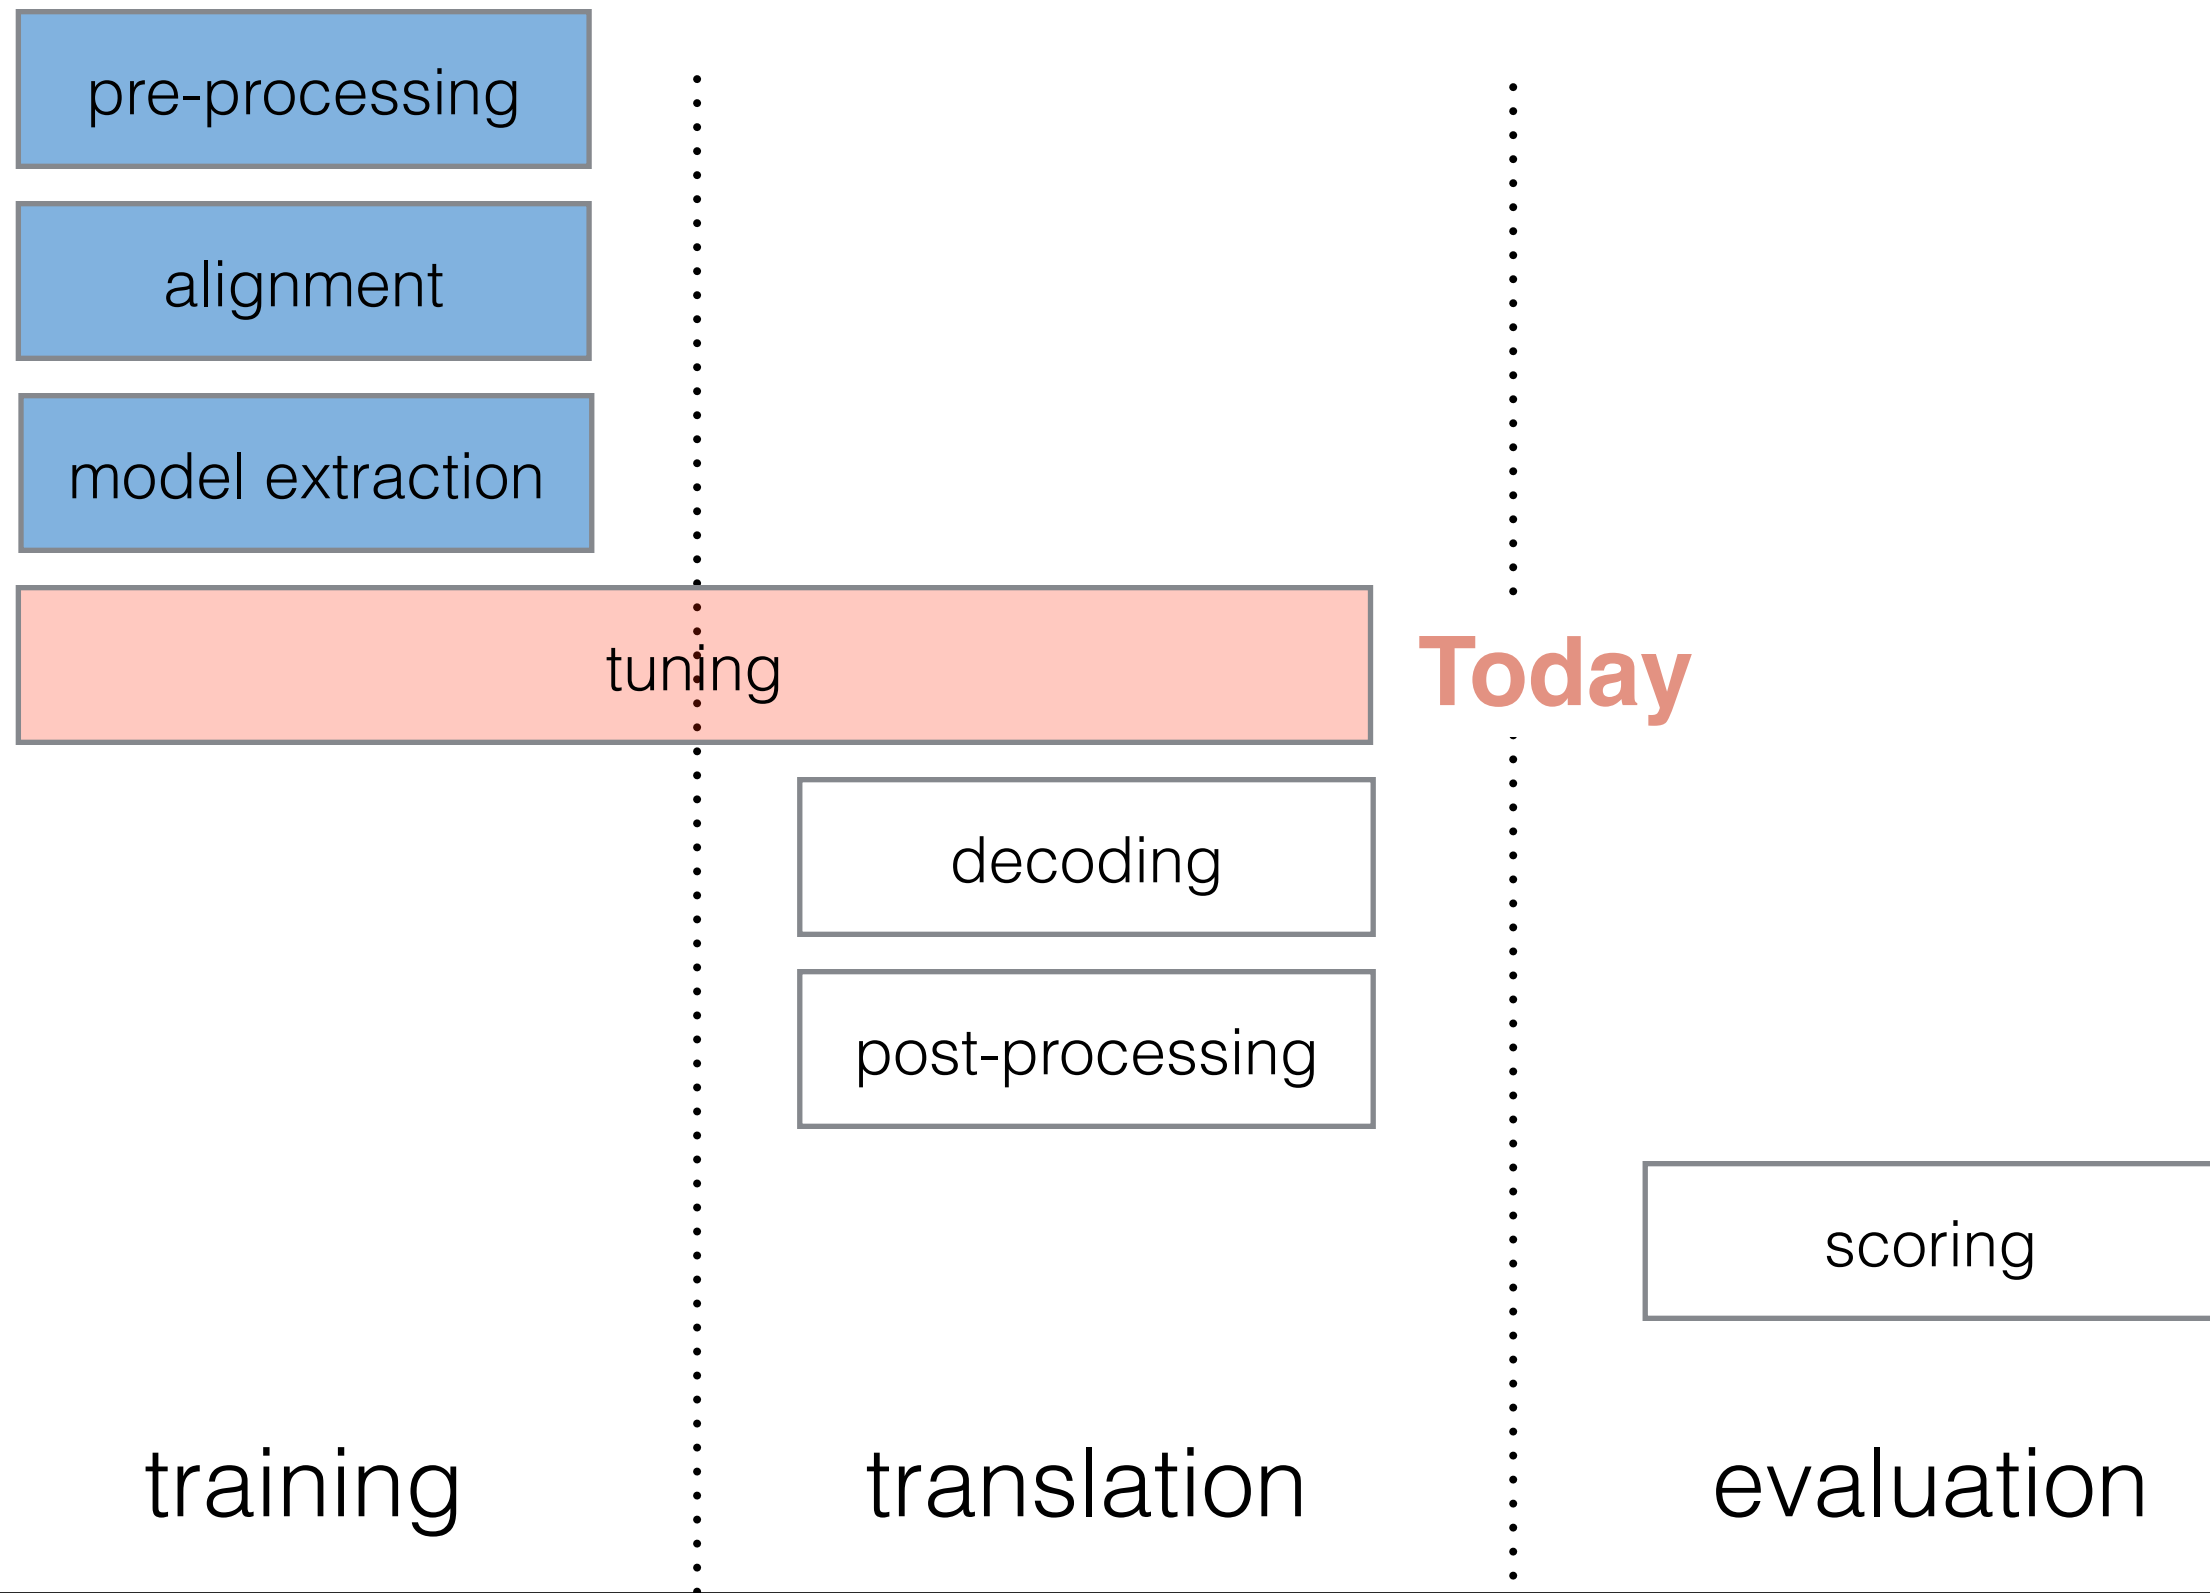 pre-processing
alignment
model extraction
tuning
Today
decoding
post-processing
scoring
training
translation
evaluation